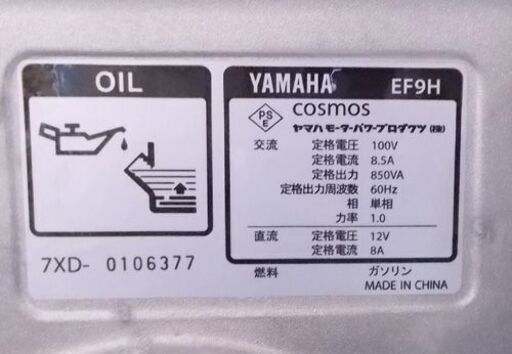 OIL
7XD- 0106377
YAMAHA EF9H
PS
E
cosmos
ヤマハ モーターパワープロダクツ(株)
交流 定格電圧 100V
定格電流 8.5A
定格出力 850VA
定格出力周波数 60Hz
相 単相
力率 1.0
直流 定格電圧 12V
定格電流 8A
燃料 ガソリン
MADE IN CHINA